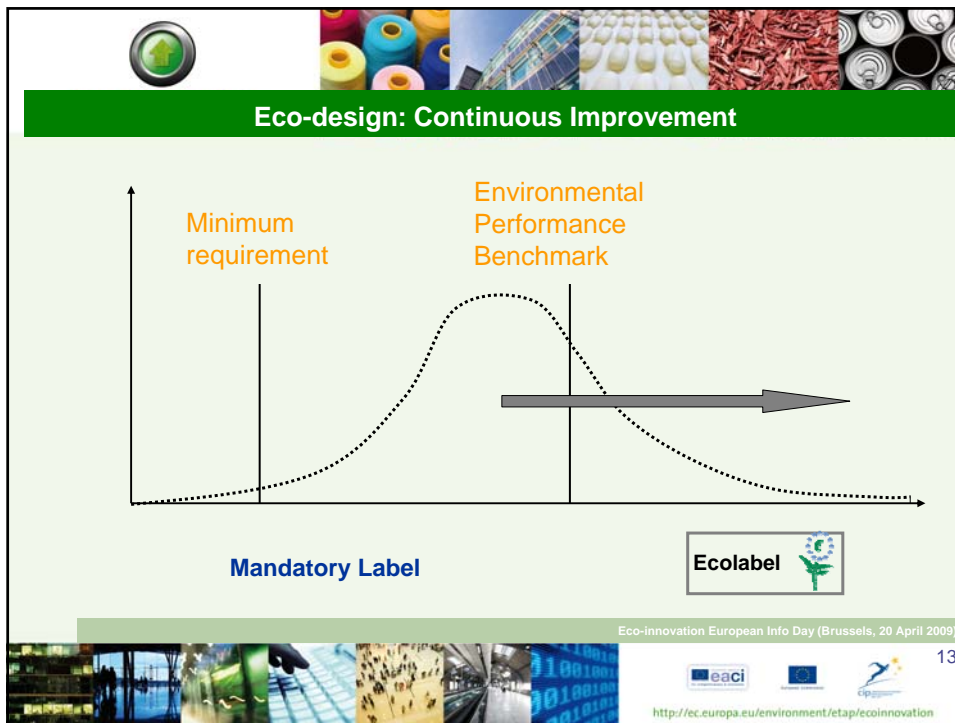 Eco-design: Continuous Improvement
Minimum
requirement
Environmental
Performance
Benchmark
Mandatory Label
Ecolabel
Eco-innovation European Info Day (Brussels, 20 April 2009)
13
eaci
cip
http://ec.europa.eu/environment/etap/ecoinnovation